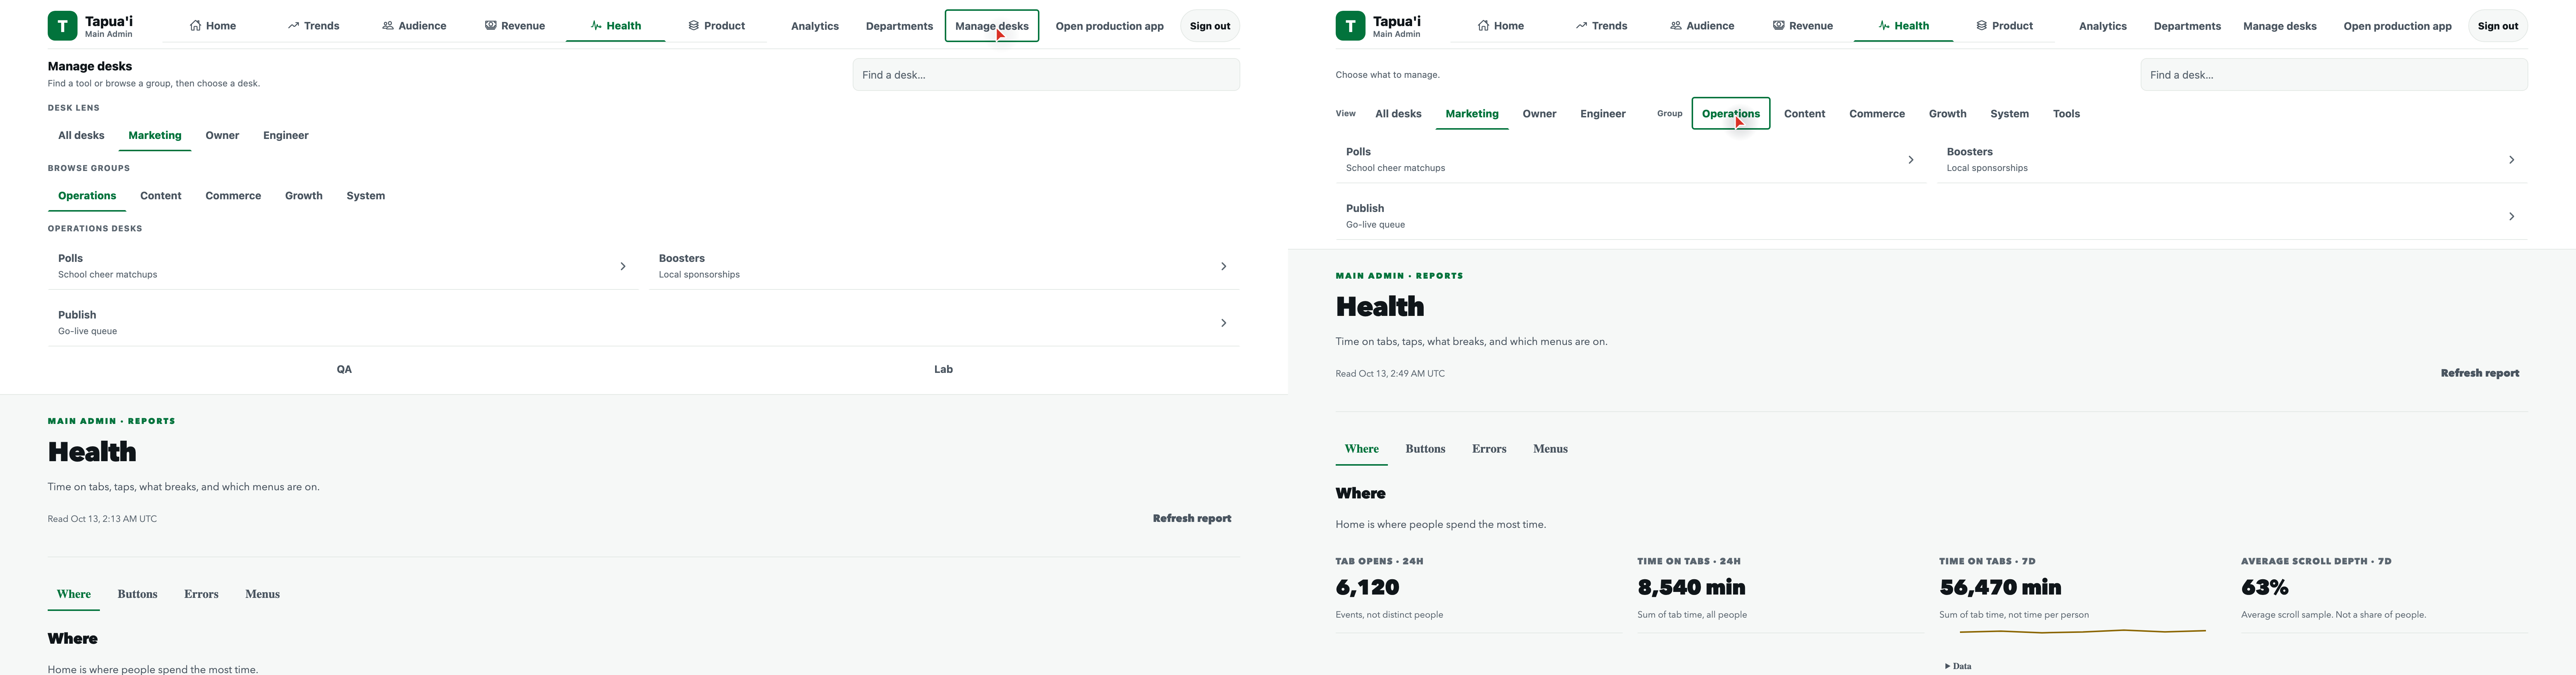 T Tapua'i
Main Admin
Home Trends Audience Revenue Health Product Analytics Departments Manage desks Open production app Sign out
Manage desks
Find a tool or browse a group, then choose a desk.
Find a desk...
DESK LENS
All desks Marketing Owner Engineer
BROWSE GROUPS
Operations Content Commerce Growth System
OPERATIONS DESKS
Polls
School cheer matchups
Boosters
Local sponsorships
Publish
Go-live queue
QA Lab
MAIN ADMIN • REPORTS
Health
Time on tabs, taps, what breaks, and which menus are on.
Read Oct 13, 2:13 AM UTC
Refresh report
Where Buttons Errors Menus
Where
Home is where people spend the most time.
T Tapua'i
Main Admin
Home Trends Audience Revenue Health Product Analytics Departments Manage desks Open production app Sign out
Choose what to manage.
Find a desk...
View All desks Marketing Owner Engineer Group Operations Content Commerce Growth System Tools
Polls
School cheer matchups
Boosters
Local sponsorships
Publish
Go-live queue
MAIN ADMIN • REPORTS
Health
Time on tabs, taps, what breaks, and which menus are on.
Read Oct 13, 2:49 AM UTC
Refresh report
Where Buttons Errors Menus
Where
Home is where people spend the most time.
TAB OPENS • 24H
6,120
Events, not distinct people
TIME ON TABS • 24H
8,540 min
Sum of tab time, all people
TIME ON TABS • 7D
56,470 min
Sum of tab time, not time per person
Data
AVERAGE SCROLL DEPTH • 7D
63%
Average scroll sample. Not a share of people.